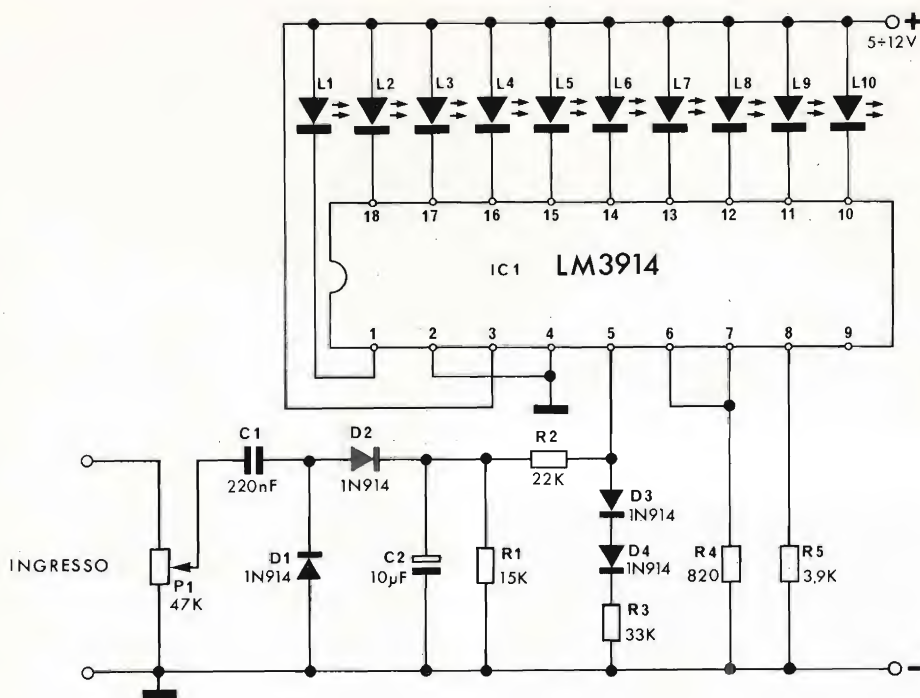 +
5÷12V
L1 L2 L3 L4 L5 L6 L7 L8 L9 L10
18 17 16 15 14 13 12 11 10
IC1 LM3914
1 2 3 4 5 6 7 8 9
C1
220nF
D2
1N914
R2
22K
D1
1N914
C2
10µF
R1
15K
D3
1N914
D4
1N914
R3
33K
R4
820
R5
3,9K
INGRESSO
P1
47K
−